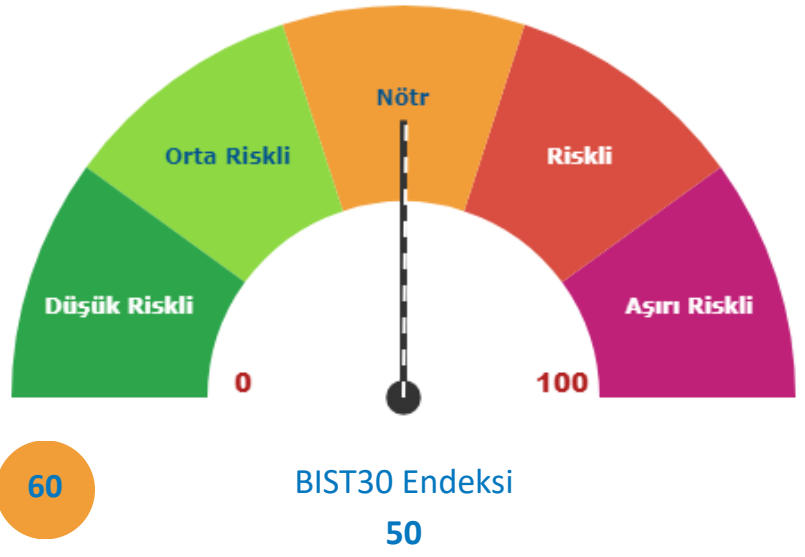 Nötr
Orta Riskli
Riskli
Düşük Riskli
Aşırı Riskli
0
100
60
BIST30 Endeksi
50